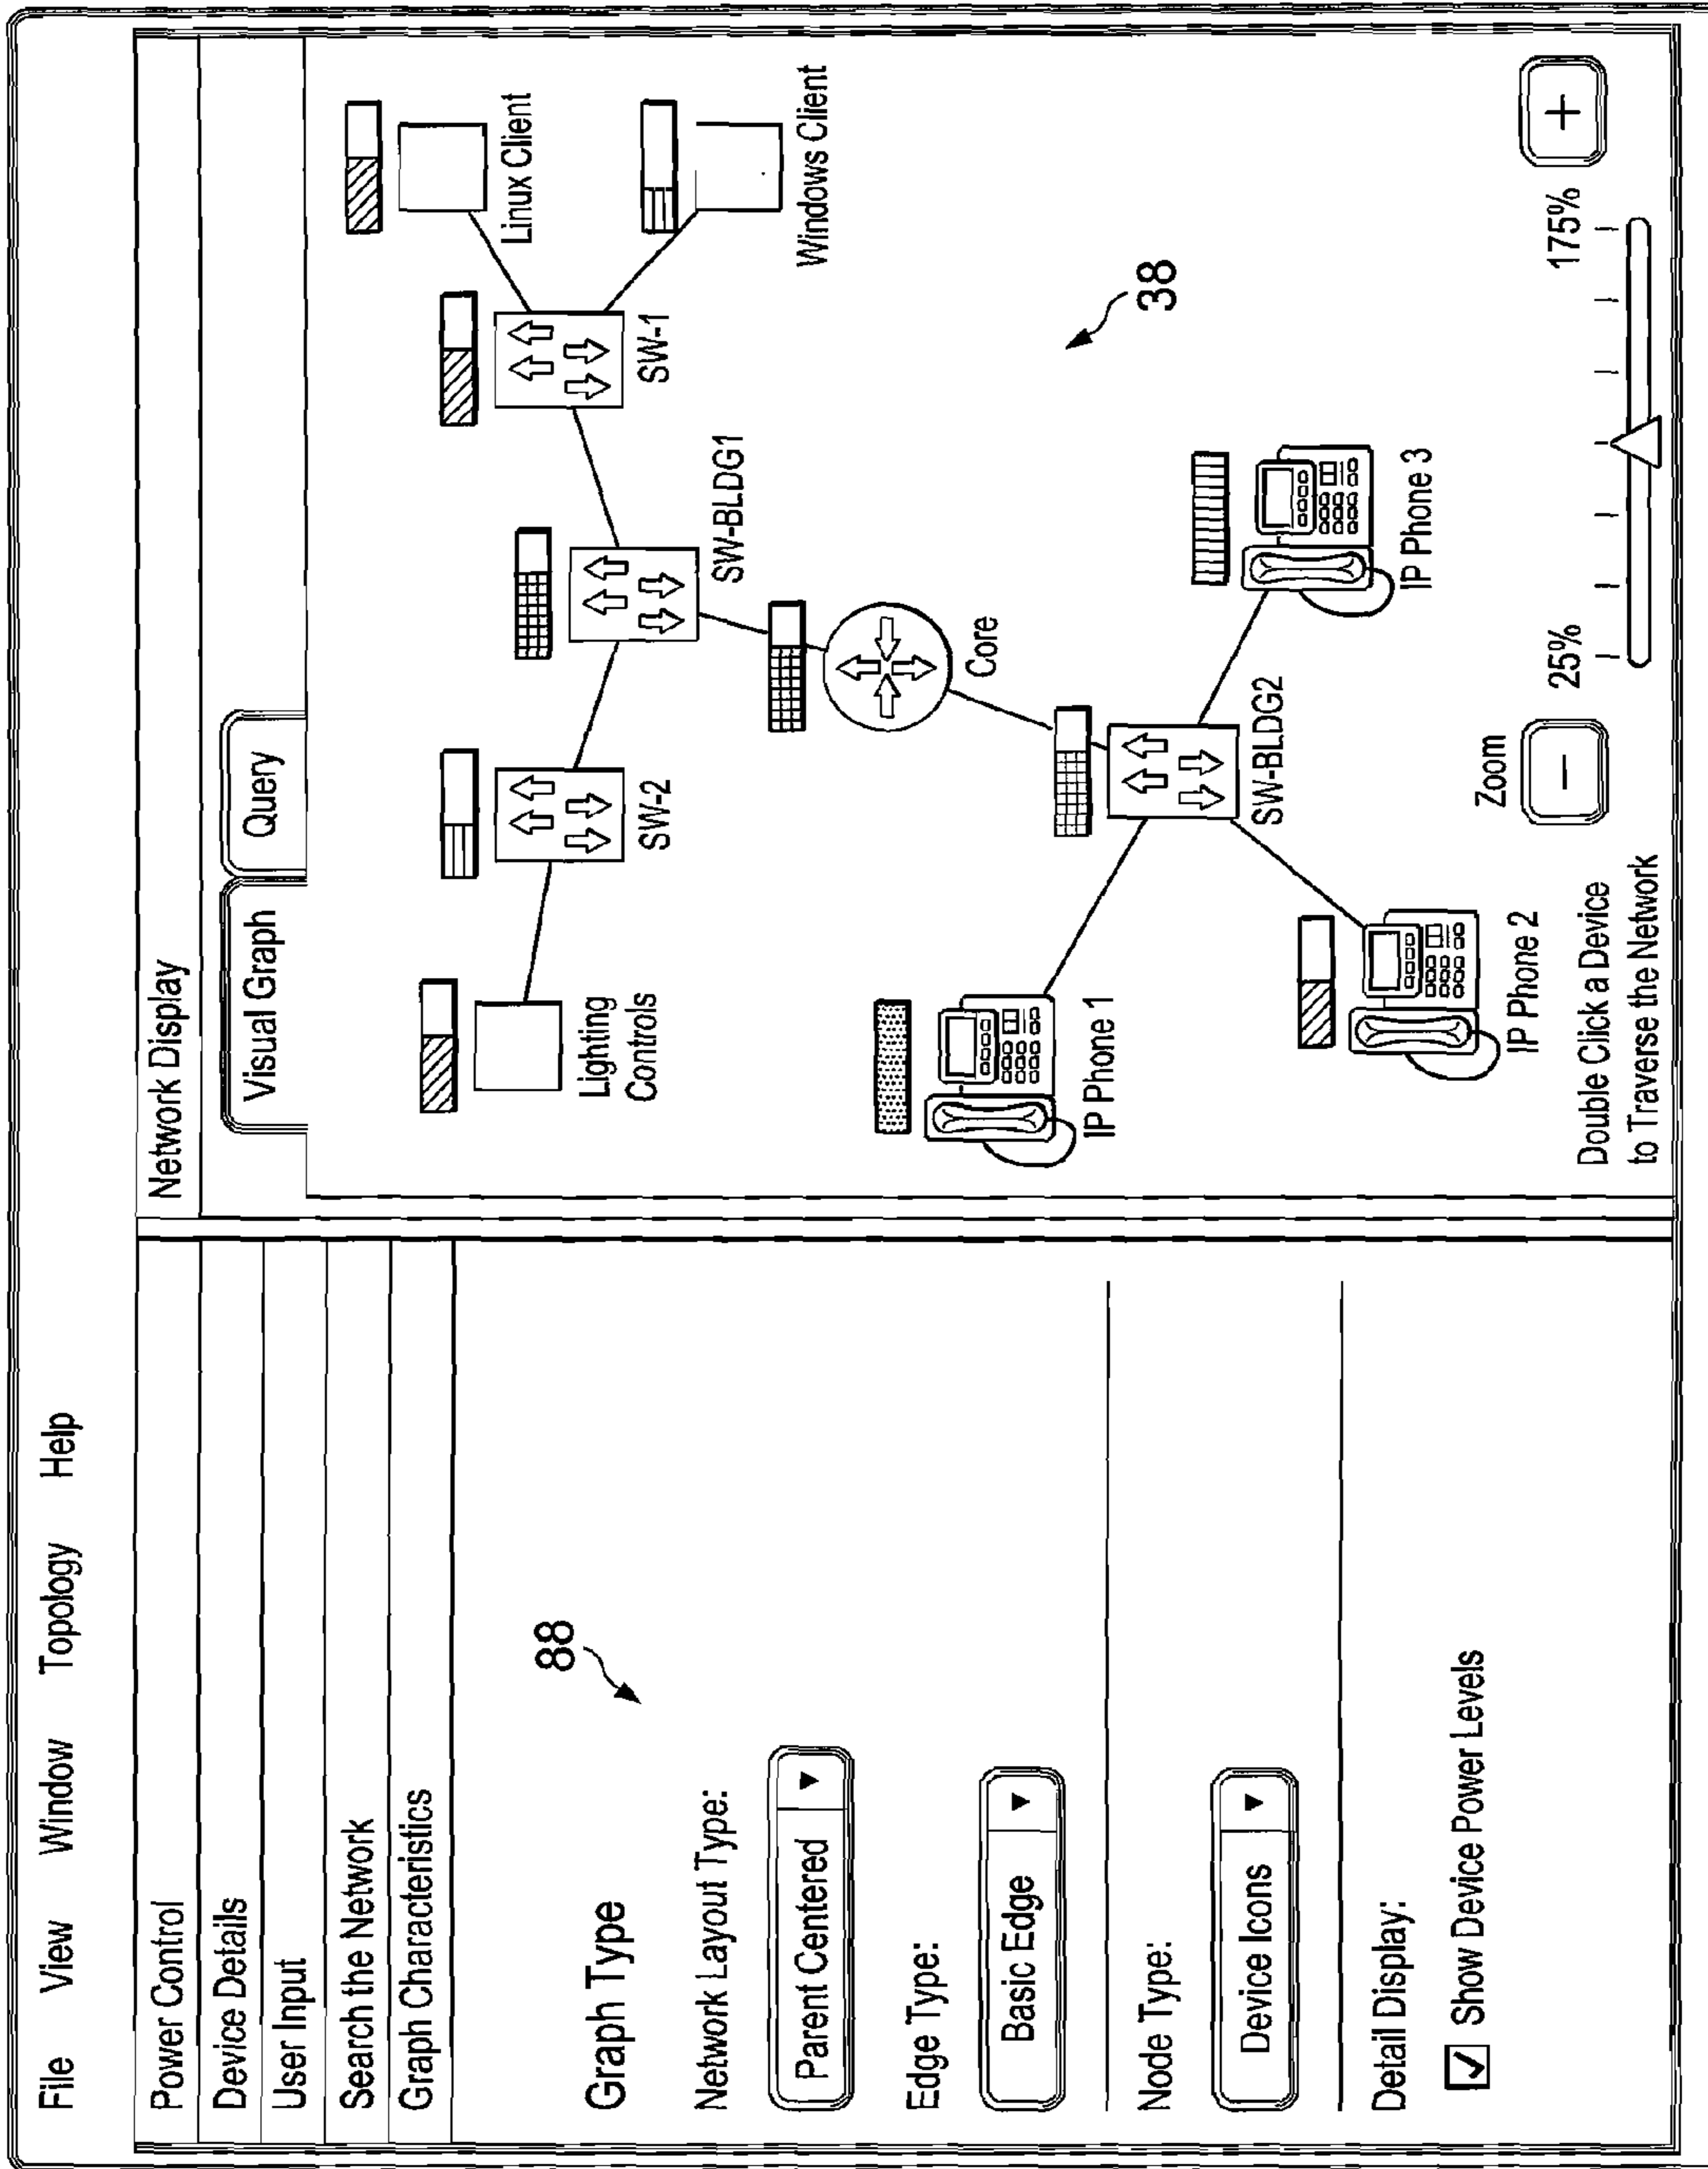 File View Window Topology Help
Power Control
Device Details
User Input
Search the Network
Graph Characteristics
Graph Type
88
Network Layout Type:
Parent Centered
Edge Type:
Basic Edge
Node Type:
Device Icons
Detail Display:
Show Device Power Levels
Network Display
Visual Graph
Query
Lighting
Controls
SW-2
SW-BLDG1
SW-1
Linux Client
Windows Client
Core
38
IP Phone 1
SW-BLDG2
IP Phone 3
IP Phone 2
Double Click a Device
to Traverse the Network
Zoom
−
25%
175%
+